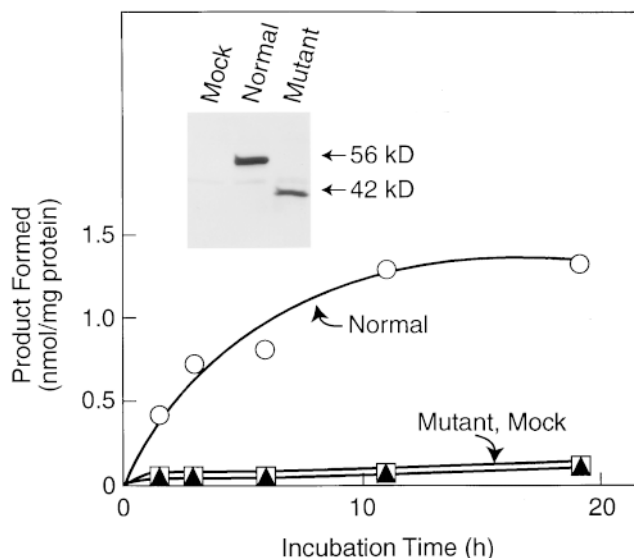 Mock
Normal
Mutant
←56 kD
←42 kD
1.5
1.0
0.5
0
Product Formed
(nmol/mg protein)
Normal
Mutant, Mock
0
10
20
Incubation Time (h)